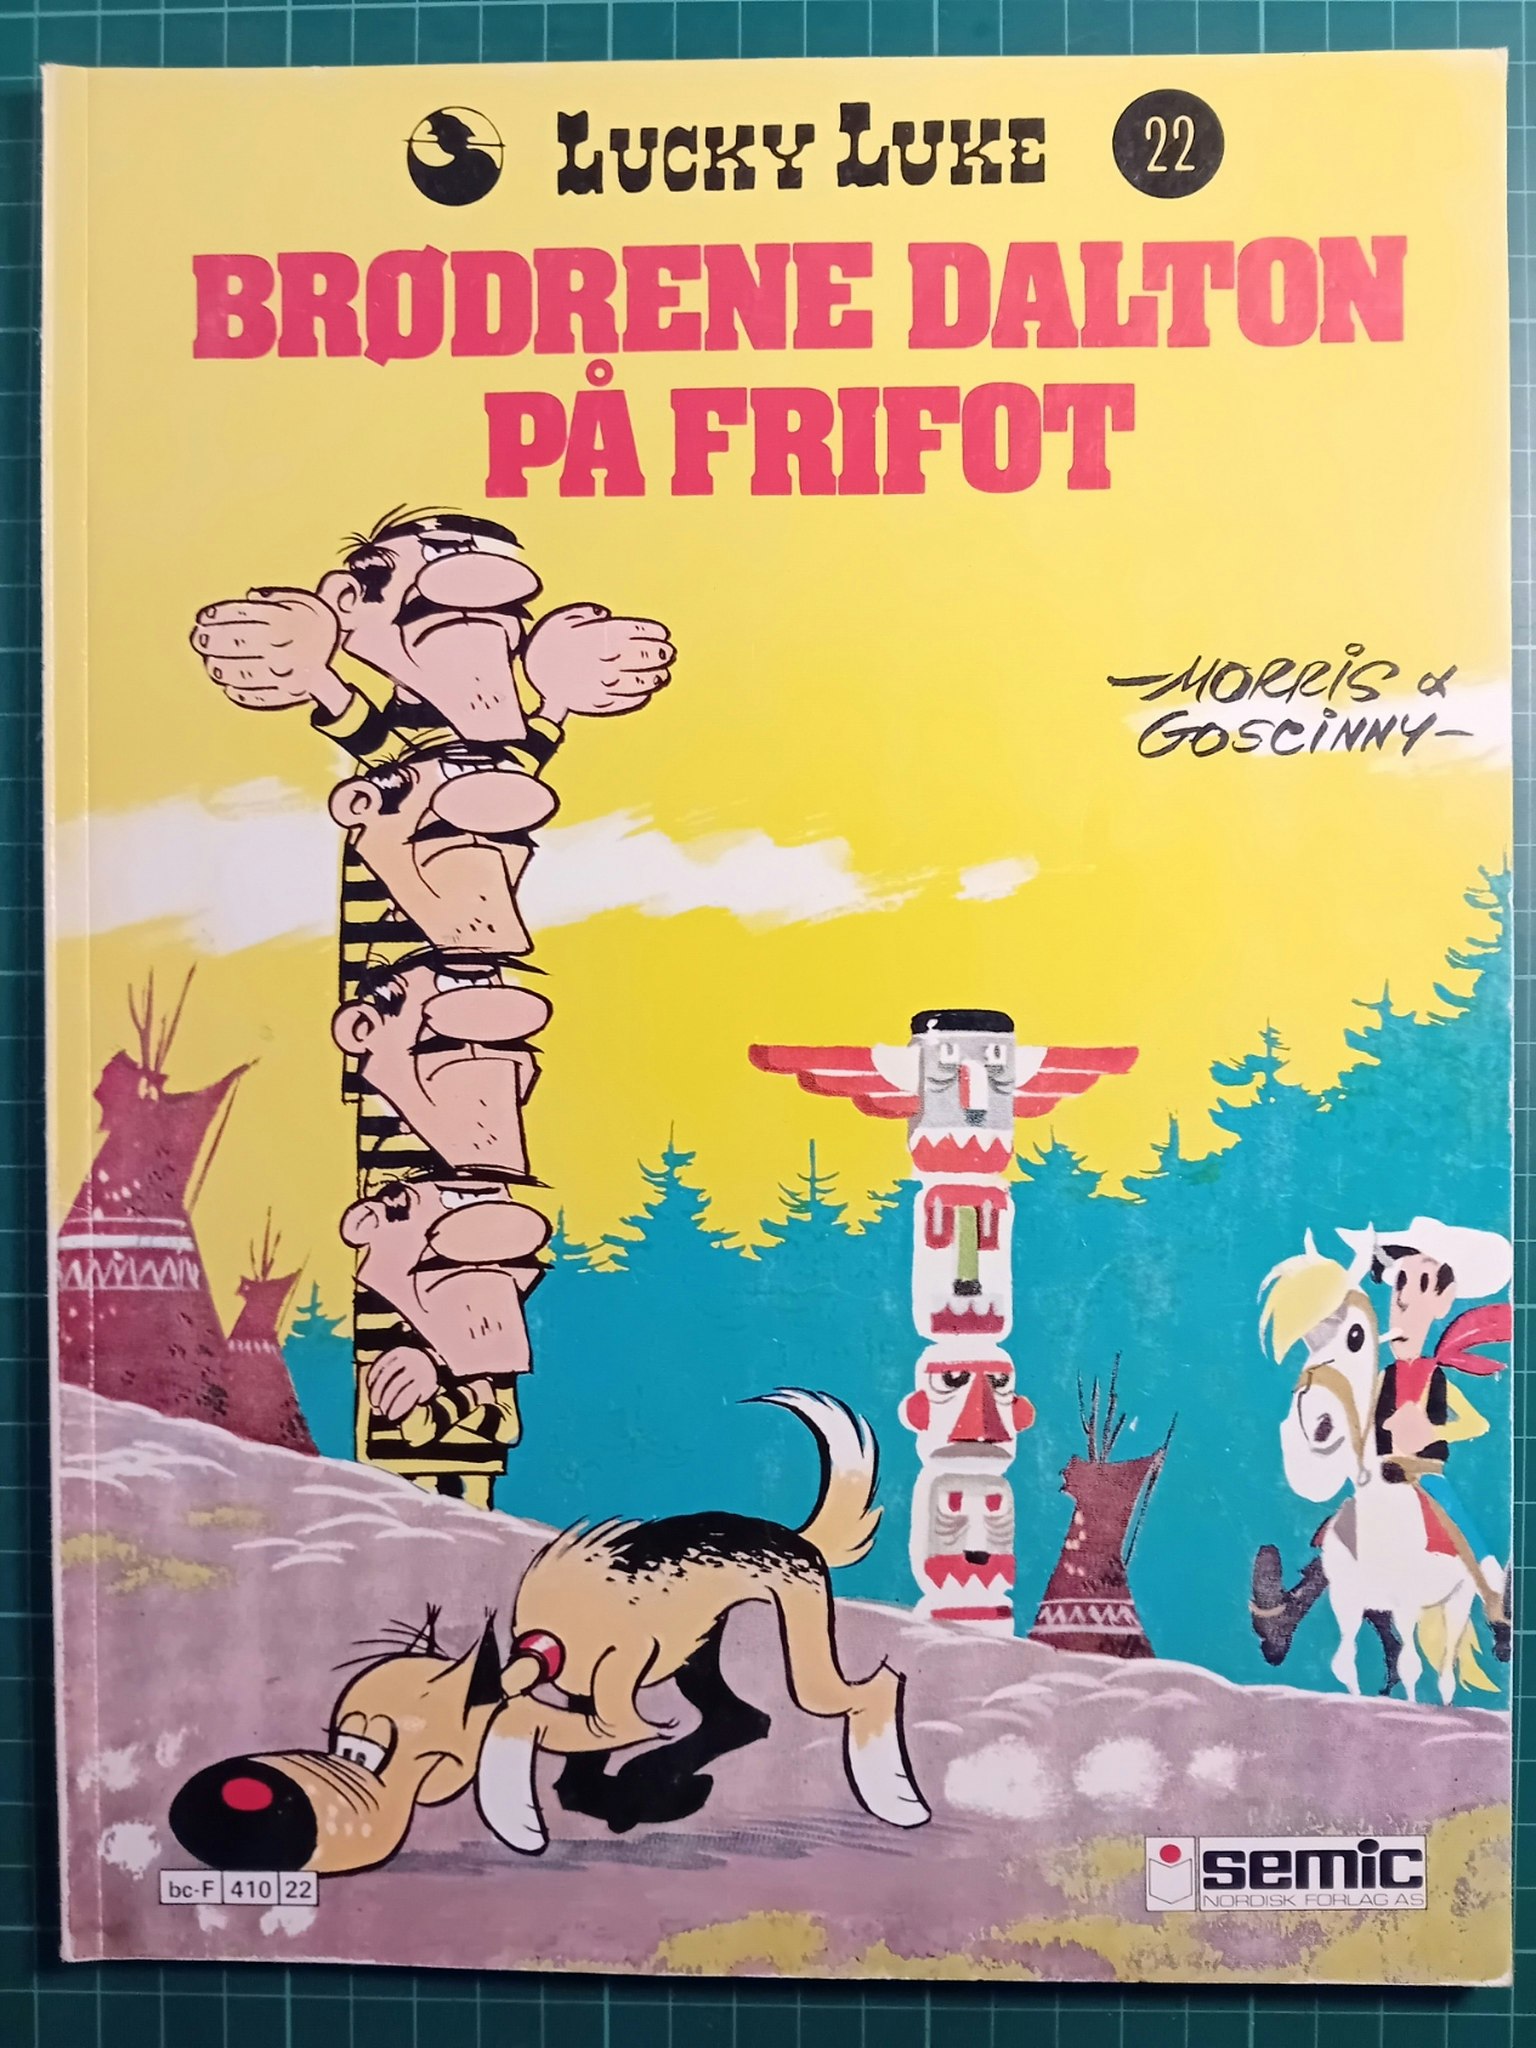 LUCKY LUKE 22
BRØDRENE DALTON
PÅ FRIFOT
-MORRIS &
GOSCINNY-
bc-F 410 22
semic
NORDISK FORLAG AS